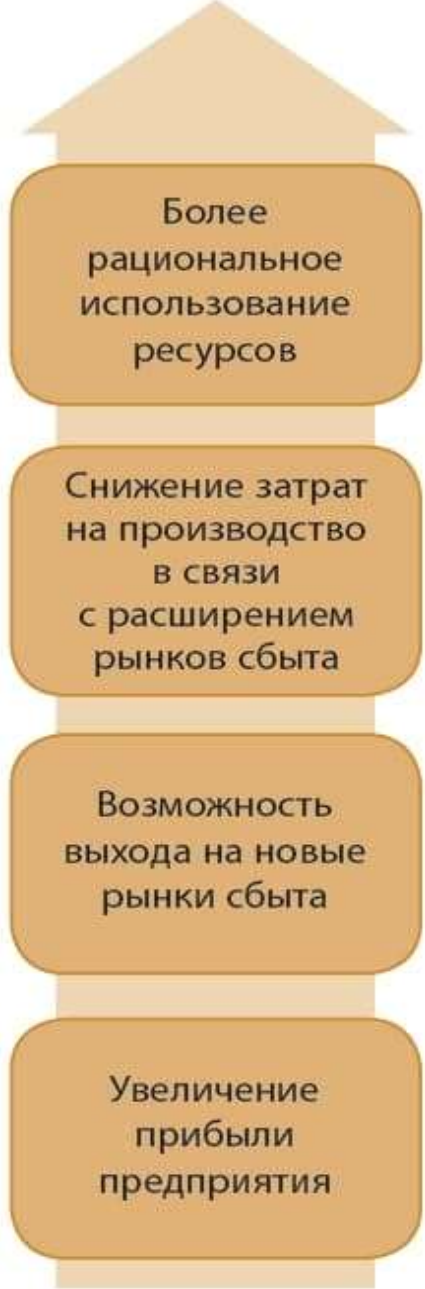 Более
рациональное
использование
ресурсов
Снижение затрат
на производство
в связи
с расширением
рынков сбыта
Возможность
выхода на новые
рынки сбыта
Увеличение
прибыли
предприятия